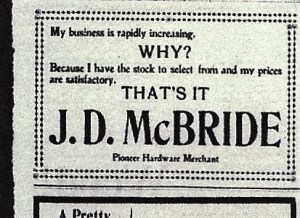 My business is rapidly increasing.
WHY?
Because I have the stock to select from and my prices
are satisfactory.
THAT'S IT
J. D. McBRIDE
Pioneer Hardware Merchant
A Pretty